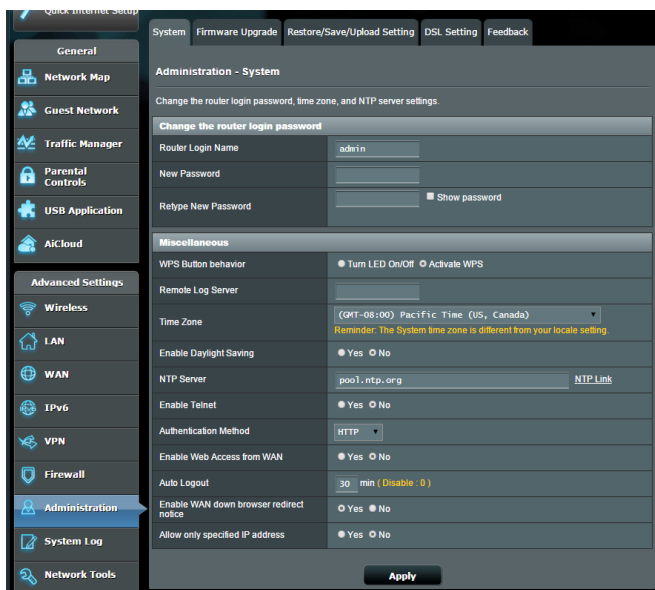 Quick Internet Setup
General
Network Map
Guest Network
Traffic Manager
Parental
Controls
USB Application
AiCloud
Advanced Settings
Wireless
LAN
WAN
IPv6
VPN
Firewall
Administration
System Log
Network Tools
System Firmware Upgrade Restore/Save/Upload Setting DSL Setting Feedback
Administration - System
Change the router login password, time zone, and NTP server settings.
Change the router login password
Router Login Name admin
New Password
Retype New Password Show password
Miscellaneous
WPS Button behavior Turn LED On/Off Activate WPS
Remote Log Server
Time Zone (GMT-08:00) Pacific Time (US, Canada)
Reminder: The System time zone is different from your locale setting.
Enable Daylight Saving Yes No
NTP Server pool.ntp.org NTP Link
Enable Telnet Yes No
Authentication Method HTTP
Enable Web Access from WAN Yes No
Auto Logout 30 min ( Disable : 0 )
Enable WAN down browser redirect
notice Yes No
Allow only specified IP address Yes No
Apply